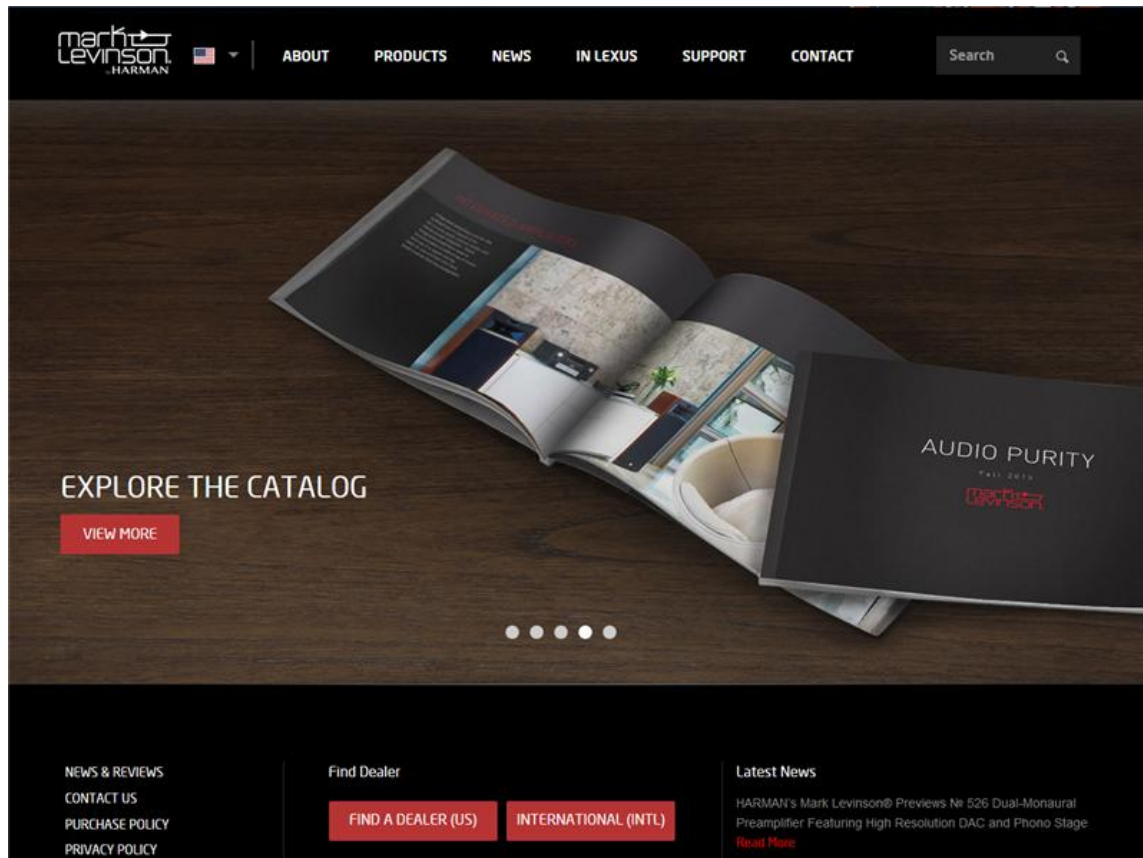 mark
Levinson.
by HARMAN
ABOUT
PRODUCTS
NEWS
IN LEXUS
SUPPORT
CONTACT
Search
AUDIO PURITY
Fall 2015
mark
Levinson.
EXPLORE THE CATALOG
VIEW MORE
NEWS & REVIEWS
CONTACT US
PURCHASE POLICY
PRIVACY POLICY
Find Dealer
FIND A DEALER (US)
INTERNATIONAL (INTL)
Latest News
HARMAN's Mark Levinson® Previews № 526 Dual-Monaural
Preamplifier Featuring High Resolution DAC and Phono Stage
Read More